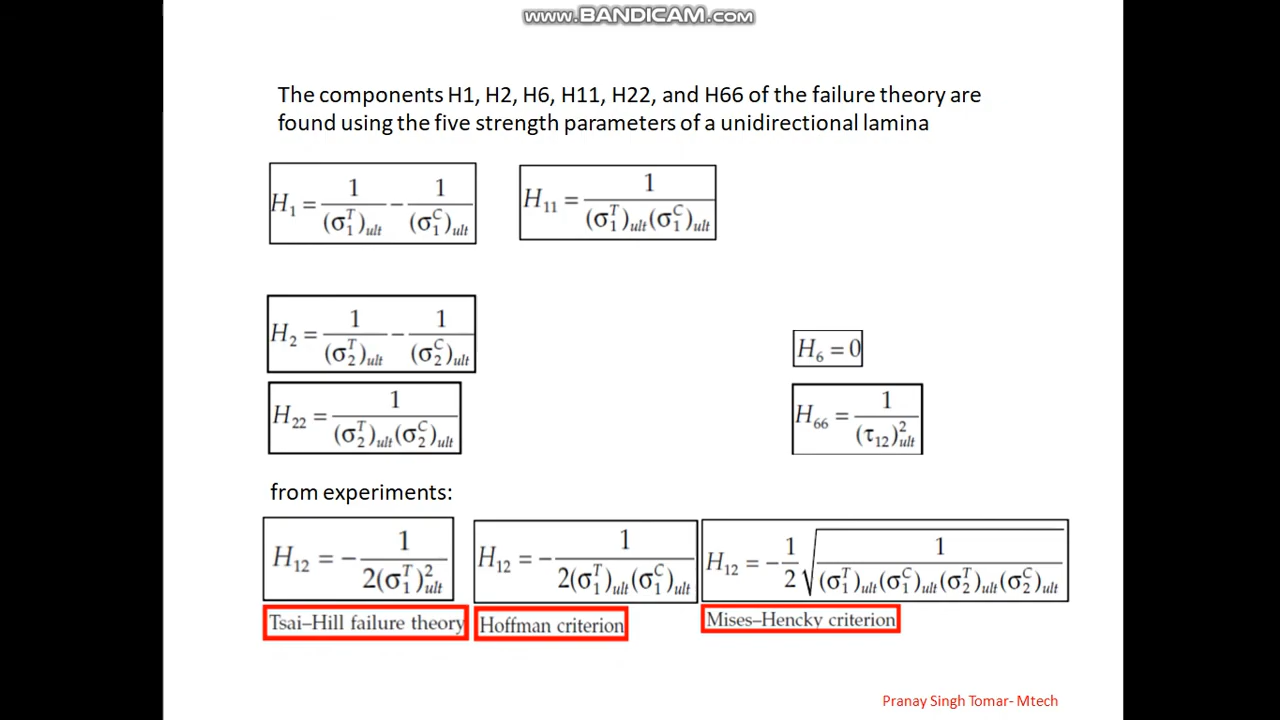 www.BANDICAM.com
The components H1, H2, H6, H11, H22, and H66 of the failure theory are
found using the five strength parameters of a unidirectional lamina
H₁ = 1/(σ₁ᵀ)ult − 1/(σ₁ᶜ)ult
H₁₁ = 1/((σ₁ᵀ)ult(σ₁ᶜ)ult)
H₂ = 1/(σ₂ᵀ)ult − 1/(σ₂ᶜ)ult
H₆ = 0
H₂₂ = 1/((σ₂ᵀ)ult(σ₂ᶜ)ult)
H₆₆ = 1/(τ₁₂)²ult
from experiments:
H₁₂ = −1/(2(σ₁ᵀ)²ult)
H₁₂ = −1/(2(σ₁ᵀ)ult(σ₁ᶜ)ult)
H₁₂ = −1/2 √(1/((σ₁ᵀ)ult(σ₁ᶜ)ult(σ₂ᵀ)ult(σ₂ᶜ)ult))
Tsai–Hill failure theory
Hoffman criterion
Mises–Hencky criterion
Pranay Singh Tomar- Mtech